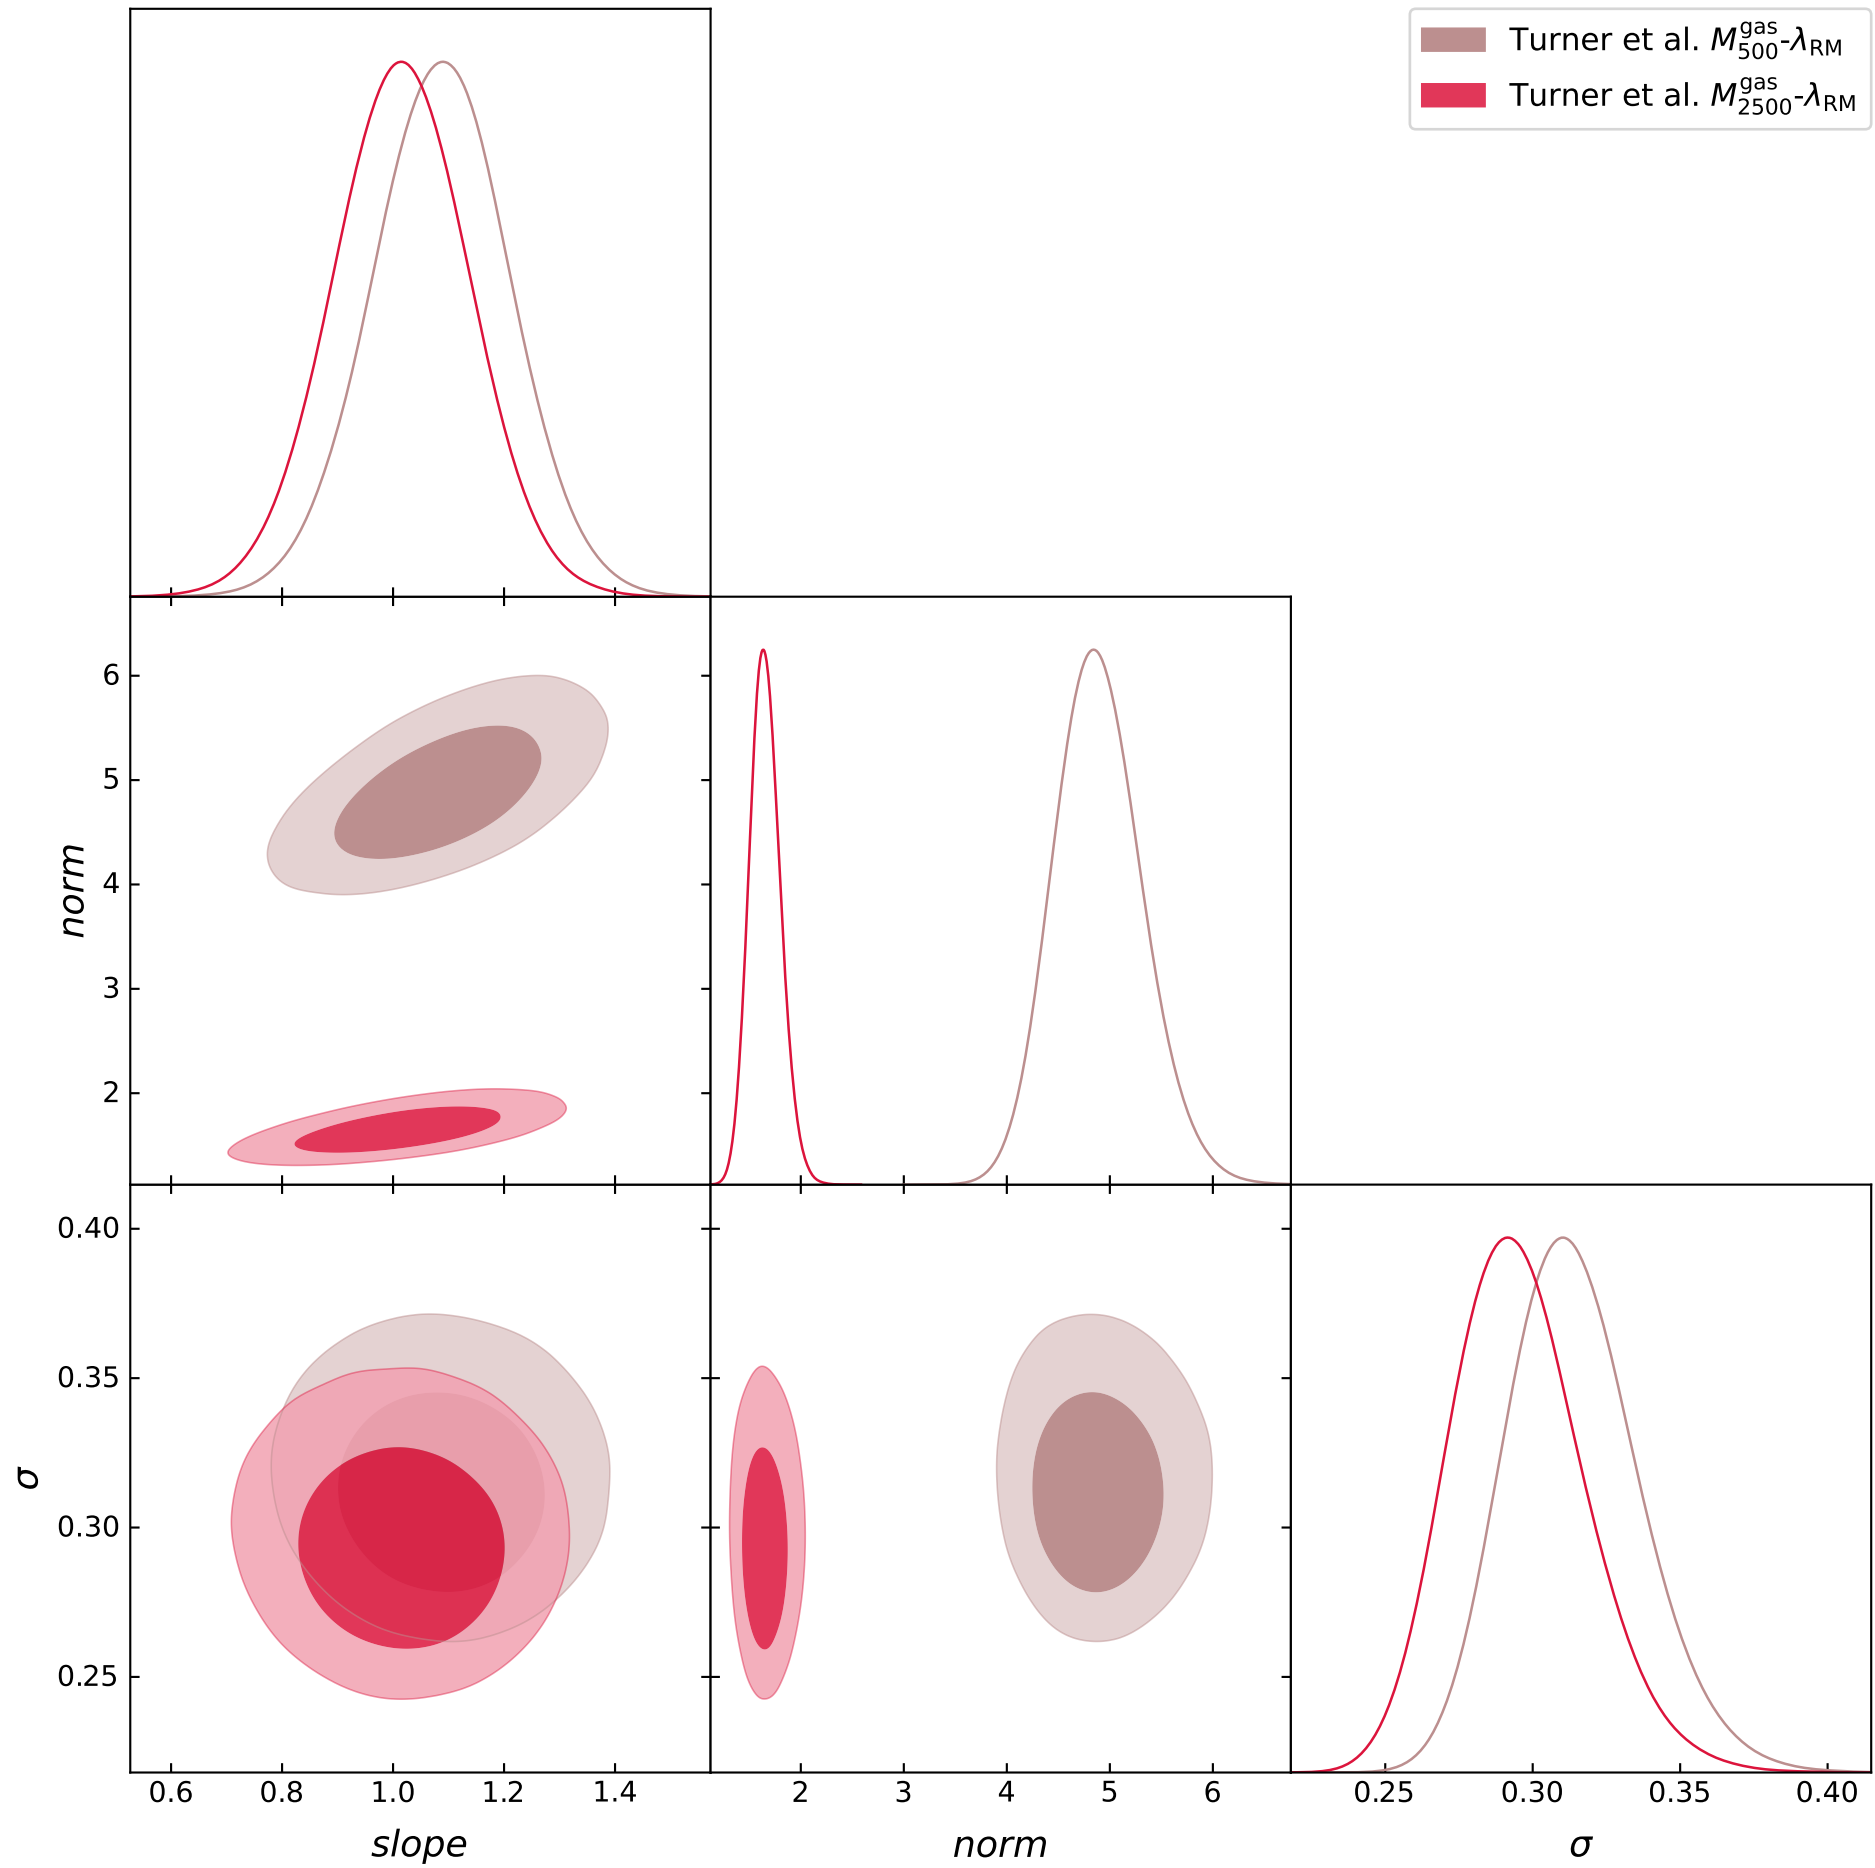 Turner et al. M^gas_500-λ_RM
Turner et al. M^gas_2500-λ_RM
6
5
4
3
2
norm
0.40
0.35
0.30
0.25
σ
0.6 0.8 1.0 1.2 1.4 2 3 4 5 6 0.25 0.30 0.35 0.40
slope norm σ